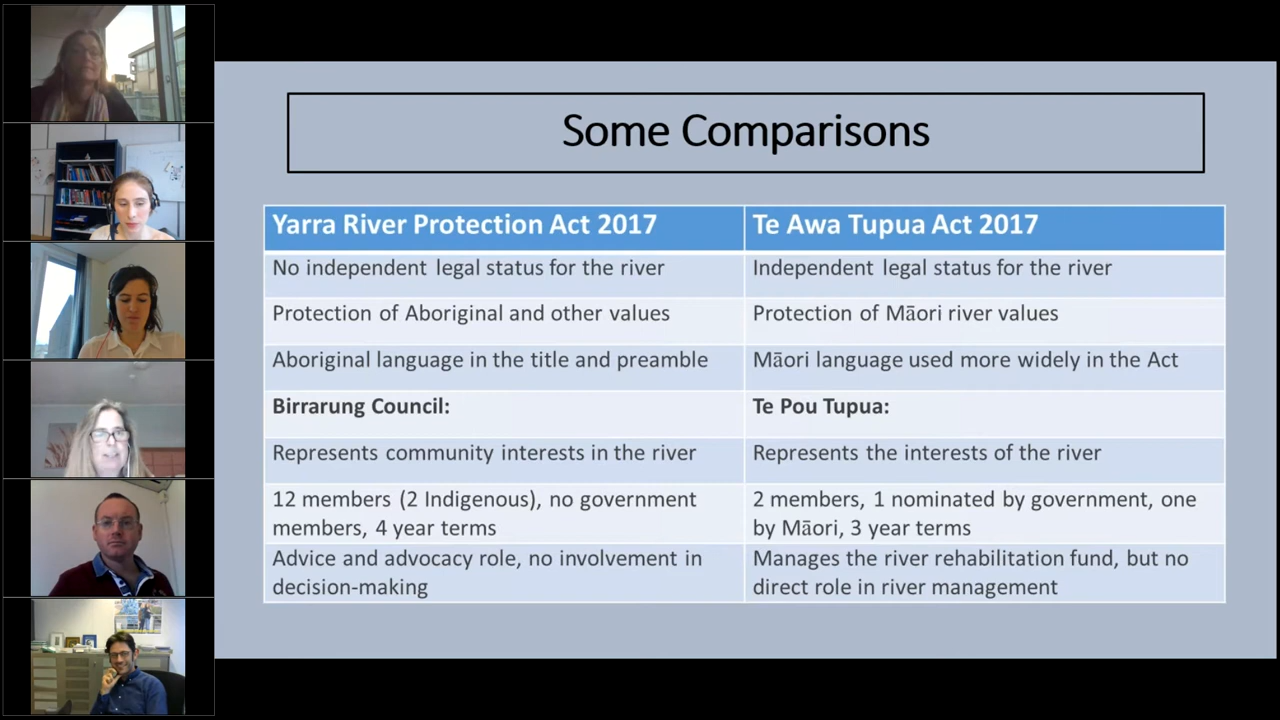 Some Comparisons
Yarra River Protection Act 2017
Te Awa Tupua Act 2017
No independent legal status for the river
Independent legal status for the river
Protection of Aboriginal and other values
Protection of Māori river values
Aboriginal language in the title and preamble
Māori language used more widely in the Act
Birrarung Council:
Te Pou Tupua:
Represents community interests in the river
Represents the interests of the river
12 members (2 Indigenous), no government
members, 4 year terms
2 members, 1 nominated by government, one
by Māori, 3 year terms
Advice and advocacy role, no involvement in
decision-making
Manages the river rehabilitation fund, but no
direct role in river management